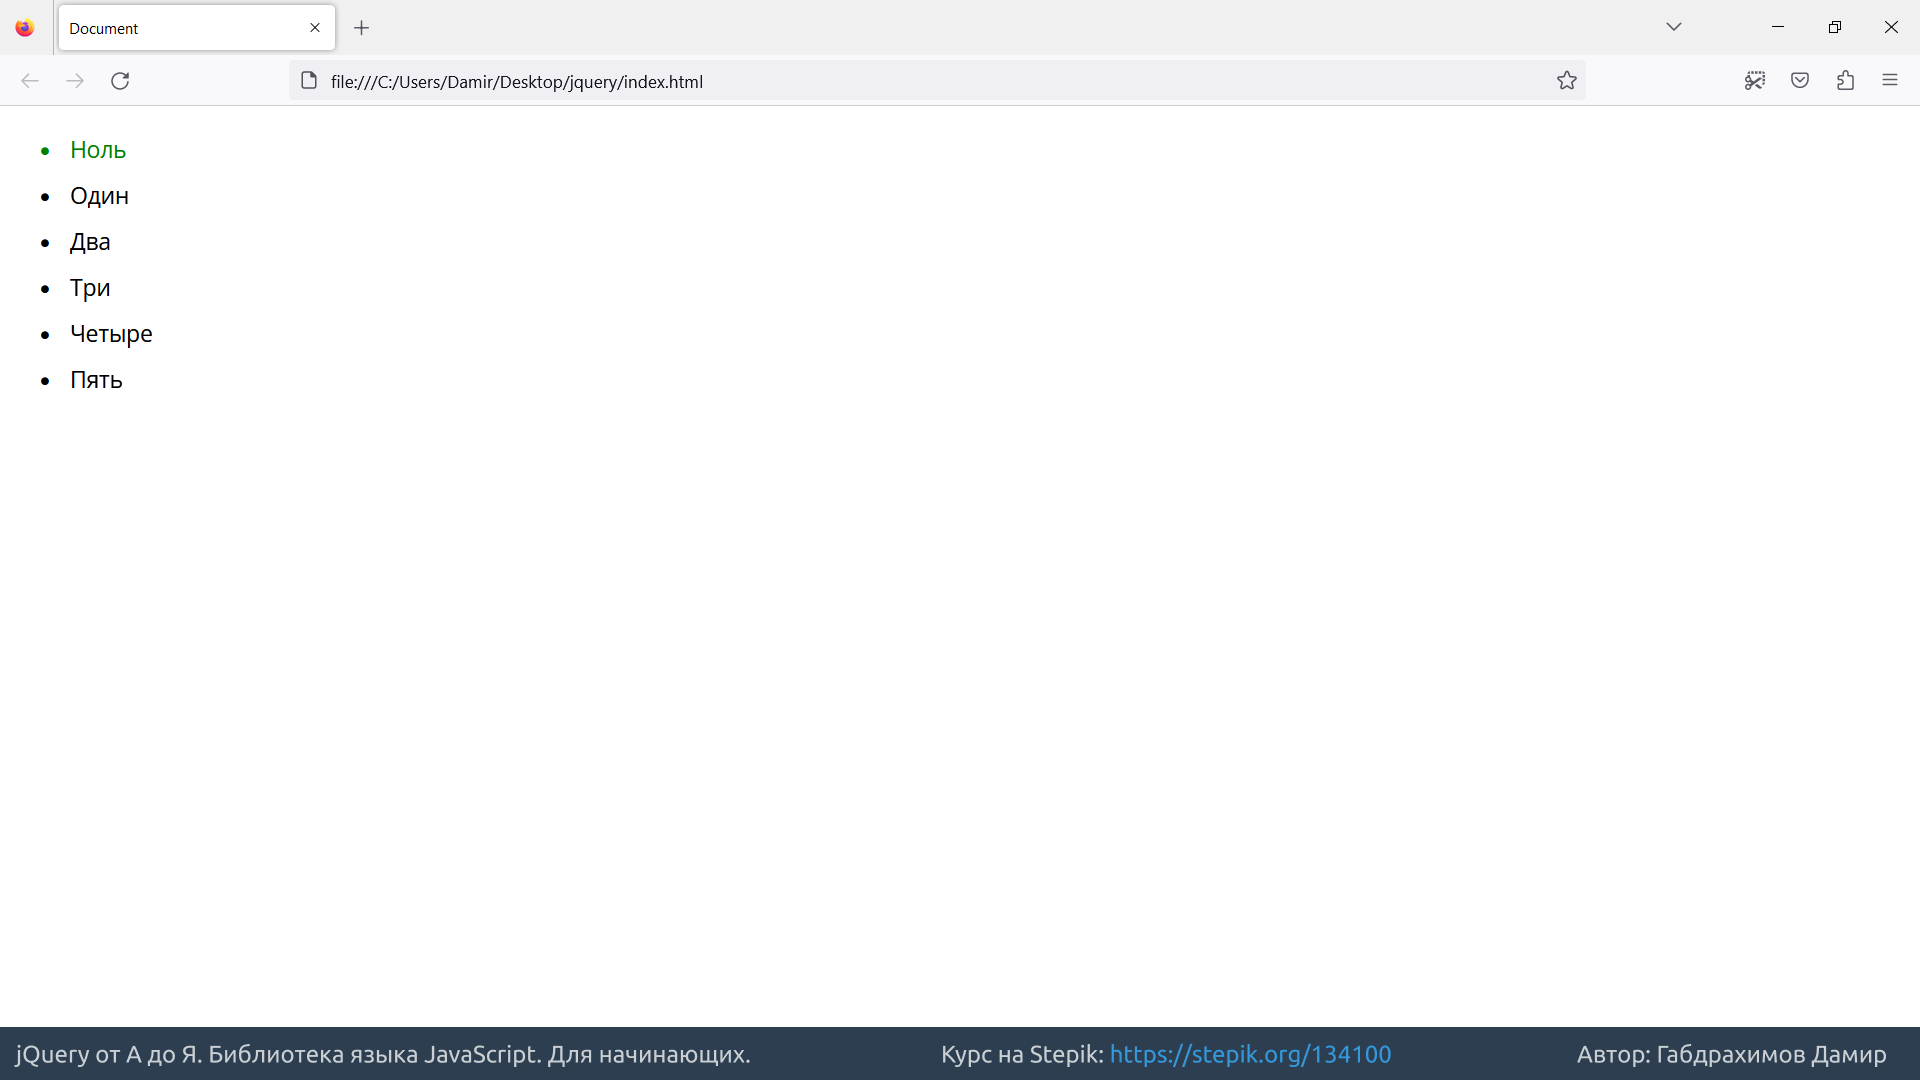 Document
file:///C:/Users/Damir/Desktop/jquery/index.html
Ноль
Один
Два
Три
Четыре
Пять
jQuery от А до Я. Библиотека языка JavaScript. Для начинающих. Курс на Stepik: https://stepik.org/134100 Автор: Габдрахимов Дамир